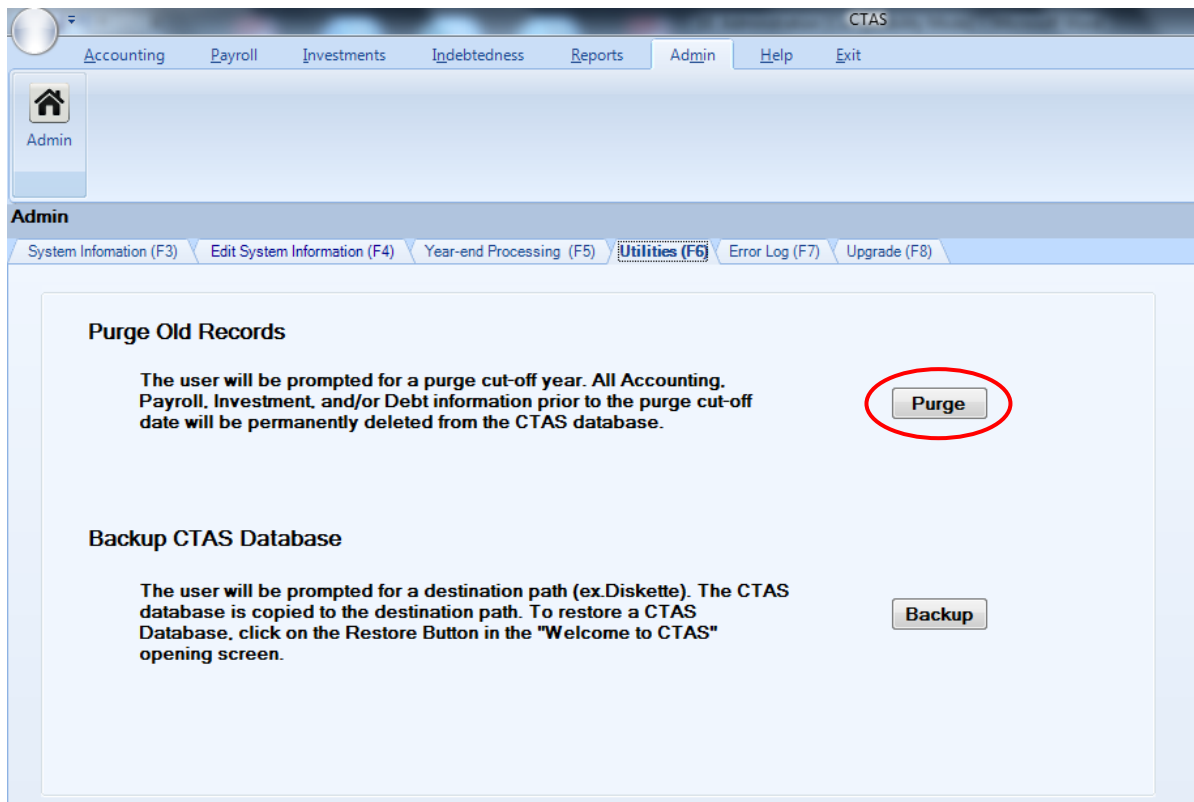 CTAS
Accounting Payroll Investments Indebtedness Reports Admin Help Exit
Admin
Admin
System Infomation (F3) Edit System Information (F4) Year-end Processing (F5) Utilities (F6) Error Log (F7) Upgrade (F8)
Purge Old Records
The user will be prompted for a purge cut-off year. All Accounting,
Payroll, Investment, and/or Debt information prior to the purge cut-off
date will be permanently deleted from the CTAS database.
Purge
Backup CTAS Database
The user will be prompted for a destination path (ex.Diskette). The CTAS
database is copied to the destination path. To restore a CTAS
Database, click on the Restore Button in the "Welcome to CTAS"
opening screen.
Backup